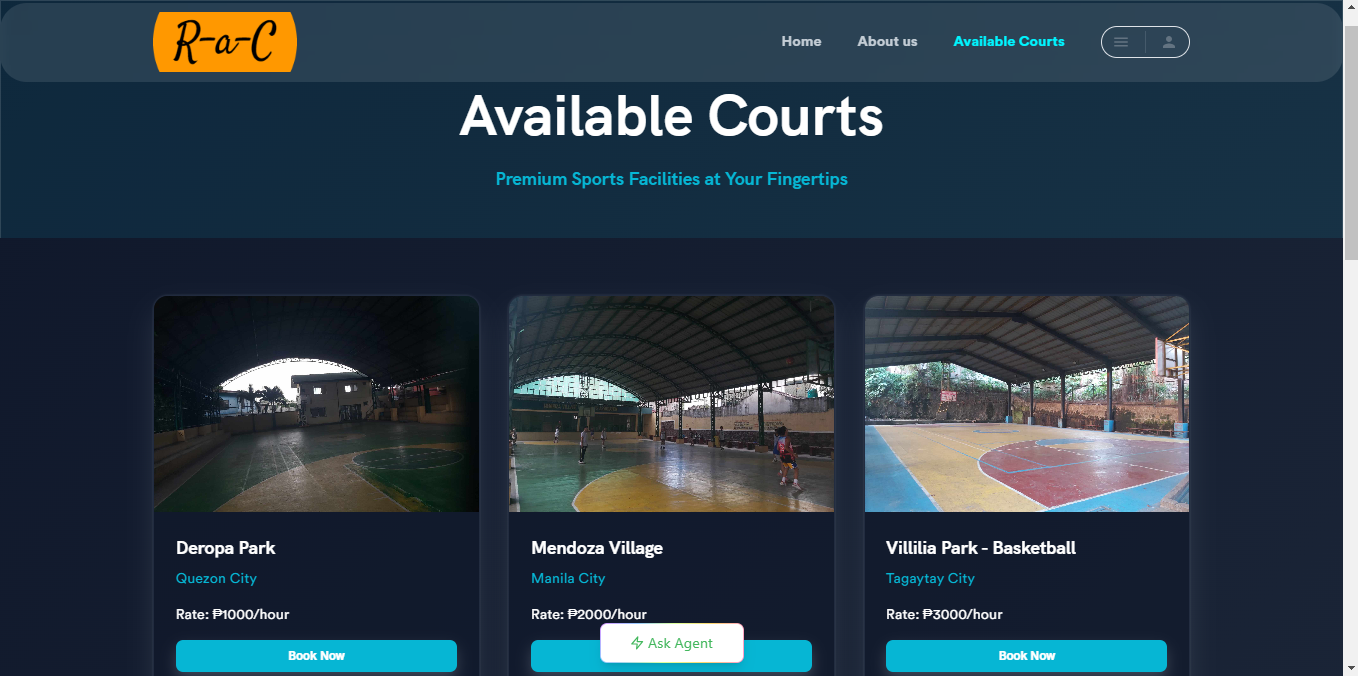 R-a-C
Home
About us
Available Courts
Available Courts
Premium Sports Facilities at Your Fingertips
Deropa Park
Quezon City
Rate: ₱1000/hour
Book Now
Mendoza Village
Manila City
Rate: ₱2000/hour
Ask Agent
Villilia Park - Basketball
Tagaytay City
Rate: ₱3000/hour
Book Now